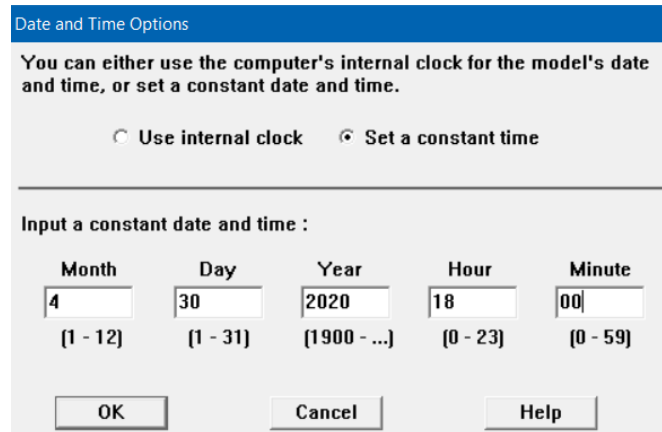 Date and Time Options
You can either use the computer's internal clock for the model's date
and time, or set a constant date and time.
Use internal clock Set a constant time
Input a constant date and time :
Month Day Year Hour Minute
4 30 2020 18 00
(1 - 12) (1 - 31) (1900 - ...) (0 - 23) (0 - 59)
OK Cancel Help